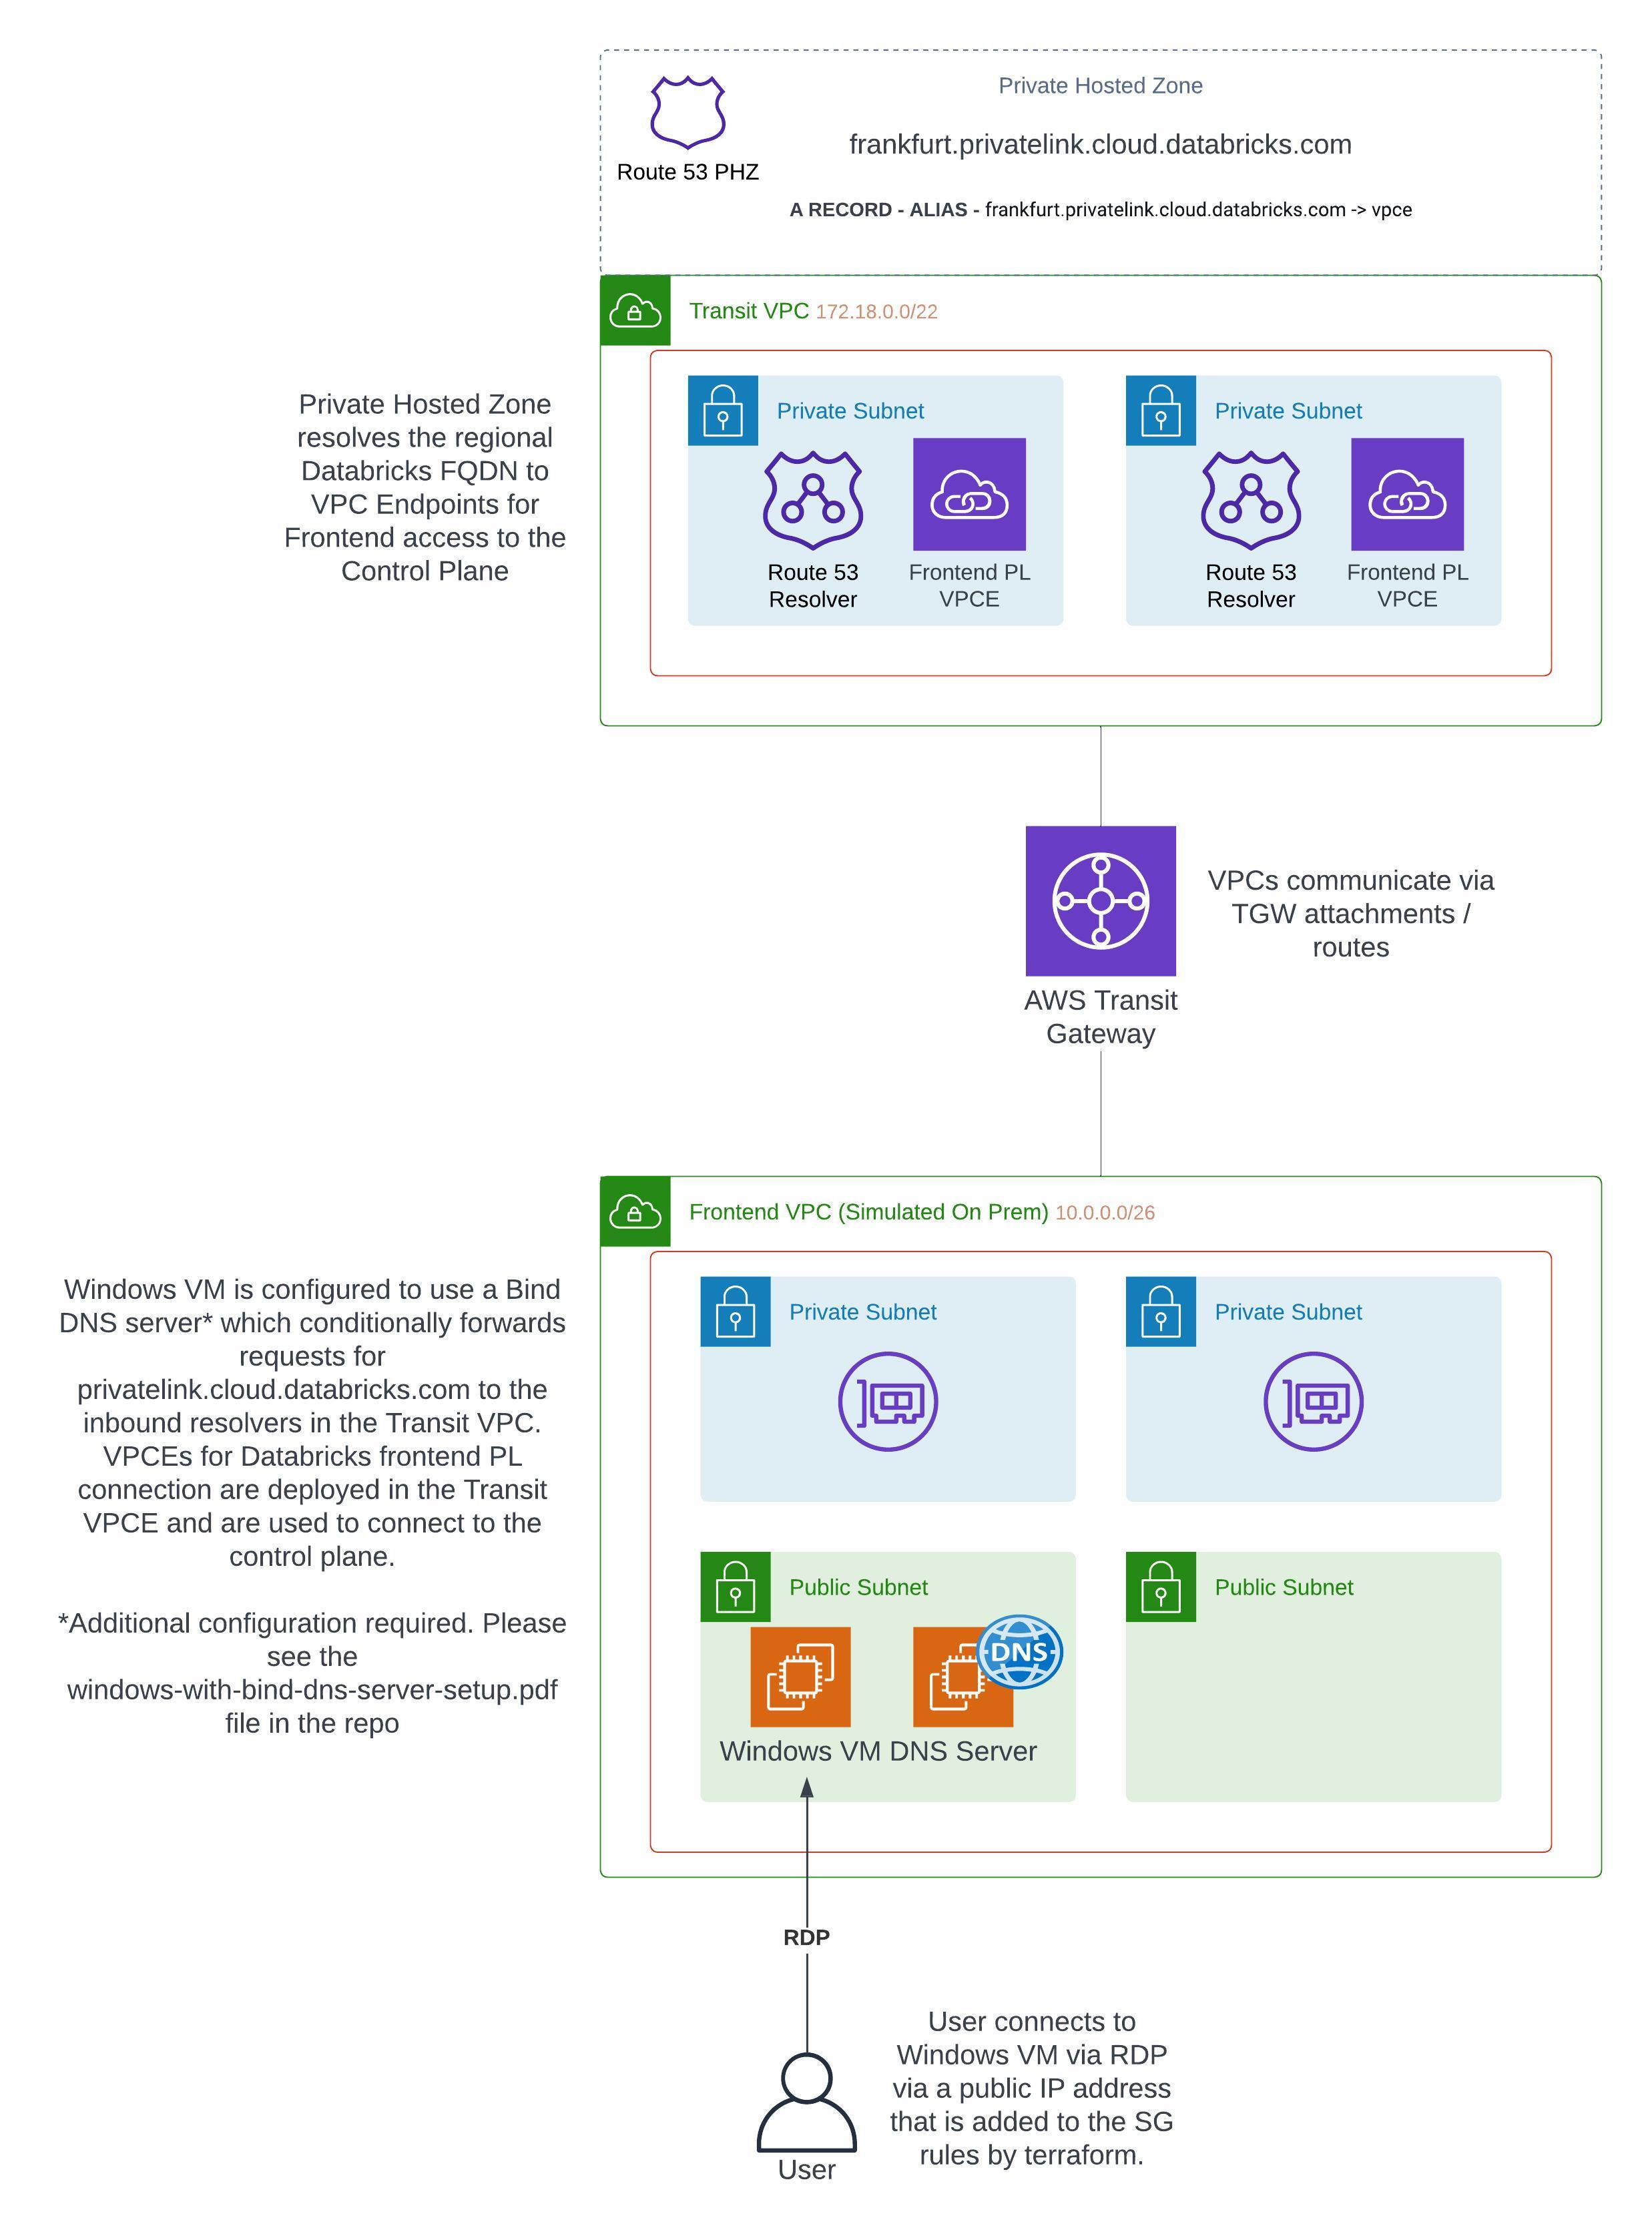 Private Hosted Zone
Route 53 PHZ
frankfurt.privatelink.cloud.databricks.com
A RECORD - ALIAS - frankfurt.privatelink.cloud.databricks.com -> vpce
Transit VPC 172.18.0.0/22
Private Hosted Zone
resolves the regional
Databricks FQDN to
VPC Endpoints for
Frontend access to the
Control Plane
Private Subnet
Route 53
Resolver
Frontend PL
VPCE
Private Subnet
Route 53
Resolver
Frontend PL
VPCE
AWS Transit
Gateway
VPCs communicate via
TGW attachments /
routes
Frontend VPC (Simulated On Prem) 10.0.0.0/26
Windows VM is configured to use a Bind
DNS server* which conditionally forwards
requests for
privatelink.cloud.databricks.com to the
inbound resolvers in the Transit VPC.
VPCEs for Databricks frontend PL
connection are deployed in the Transit
VPCE and are used to connect to the
control plane.
*Additional configuration required. Please
see the
windows-with-bind-dns-server-setup.pdf
file in the repo
Private Subnet
Private Subnet
Public Subnet
DNS
Windows VM DNS Server
Public Subnet
RDP
User
User connects to
Windows VM via RDP
via a public IP address
that is added to the SG
rules by terraform.